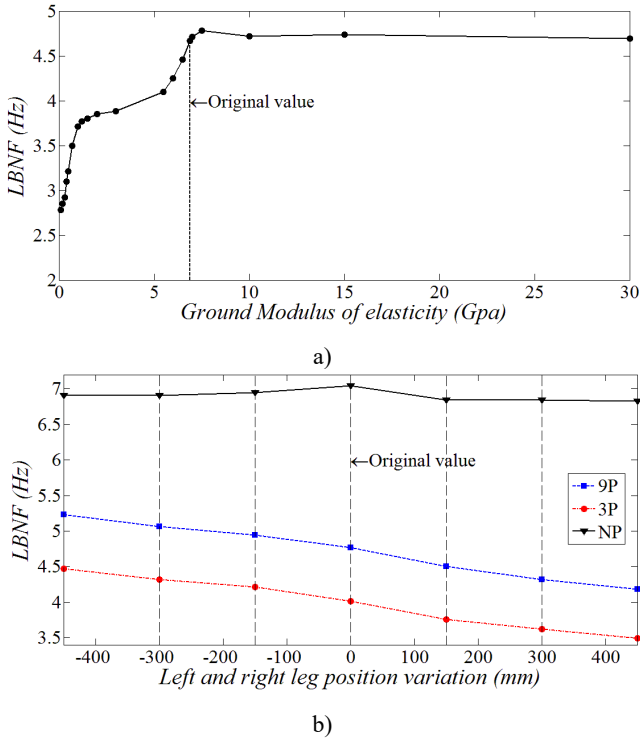 5
4.5
4
3.5
3
2.5
2
LBNF (Hz)
←Original value
0 5 10 15 20 25 30
Ground Modulus of elasticity (Gpa)
a)
7
6.5
6
5.5
5
4.5
4
3.5
LBNF (Hz)
←Original value
9P
3P
NP
-400 -300 -200 -100 0 100 200 300 400
Left and right leg position variation (mm)
b)